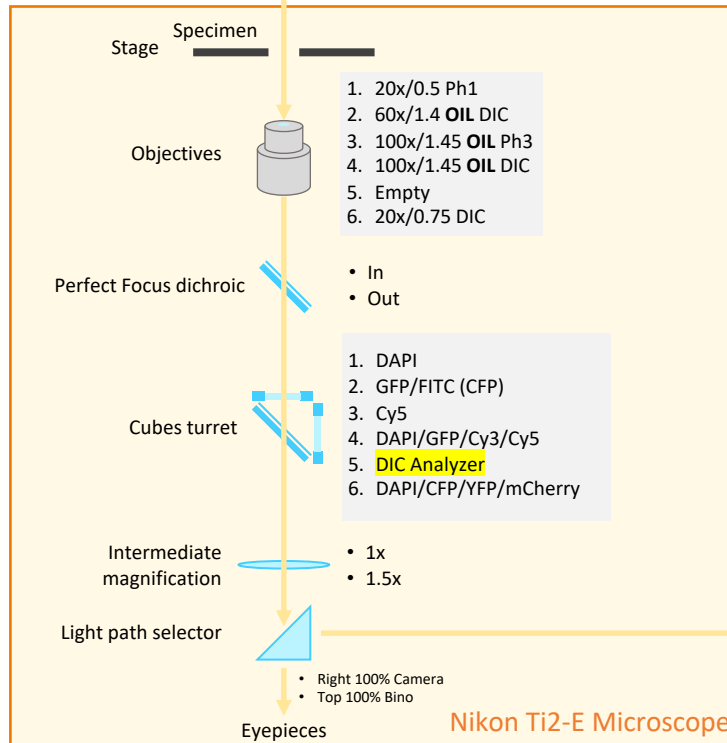 Specimen
Stage
Objectives
1. 20x/0.5 Ph1
2. 60x/1.4 OIL DIC
3. 100x/1.45 OIL Ph3
4. 100x/1.45 OIL DIC
5. Empty
6. 20x/0.75 DIC
Perfect Focus dichroic
• In
• Out
Cubes turret
1. DAPI
2. GFP/FITC (CFP)
3. Cy5
4. DAPI/GFP/Cy3/Cy5
5. DIC Analyzer
6. DAPI/CFP/YFP/mCherry
Intermediate
magnification
• 1x
• 1.5x
Light path selector
• Right 100% Camera
• Top 100% Bino
Eyepieces
Nikon Ti2-E Microscope